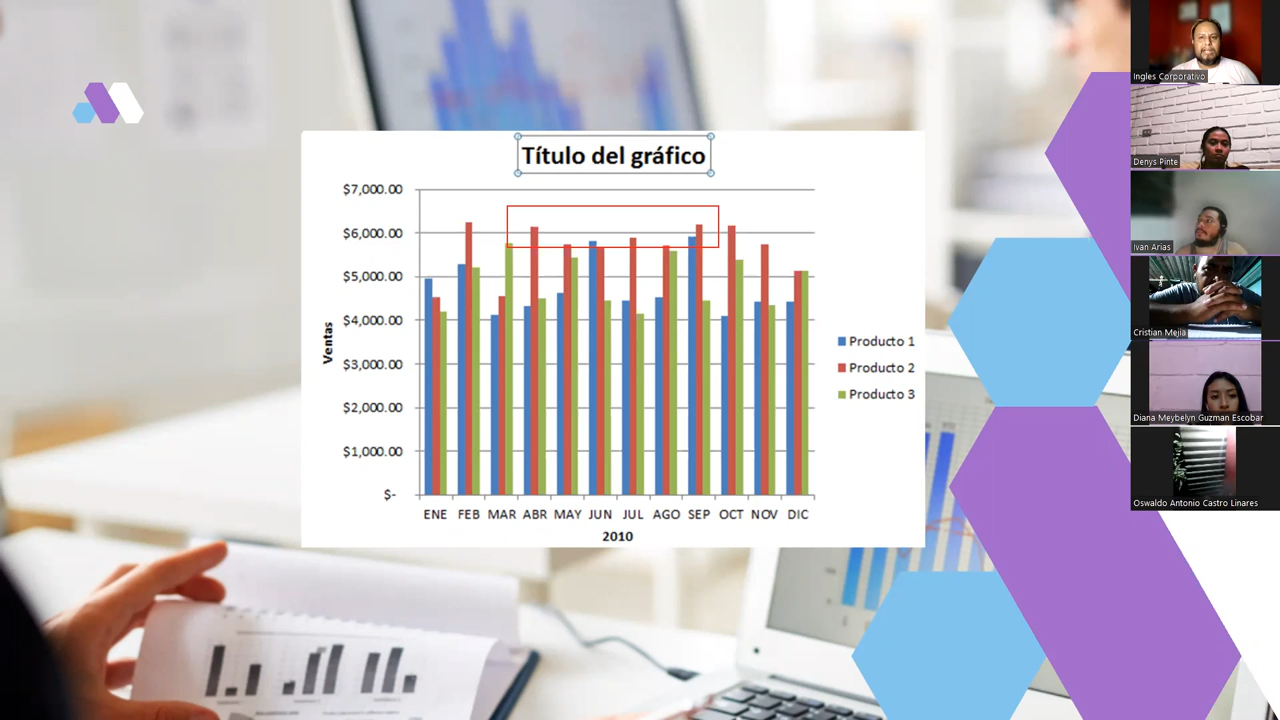 Título del gráfico
$7,000.00
$6,000.00
$5,000.00
$4,000.00
$3,000.00
$2,000.00
$1,000.00
$-
Ventas
ENE FEB MAR ABR MAY JUN JUL AGO SEP OCT NOV DIC
2010
Producto 1
Producto 2
Producto 3
Ingles Corporativo
Denys Pinte
Ivan Arias
Cristian Mejia
Diana Meybelyn Guzman Escobar
Oswaldo Antonio Castro Linares